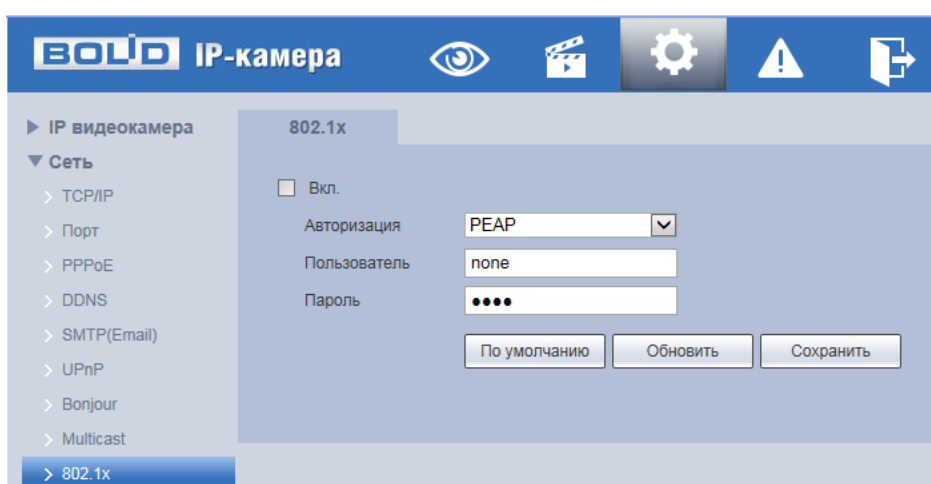 BOLID IP-камера
IP видеокамера
Сеть
TCP/IP
Порт
PPPoE
DDNS
SMTP(Email)
UPnP
Bonjour
Multicast
802.1x
802.1x
Вкл.
Авторизация PEAP
Пользователь none
Пароль ●●●●
По умолчанию Обновить Сохранить